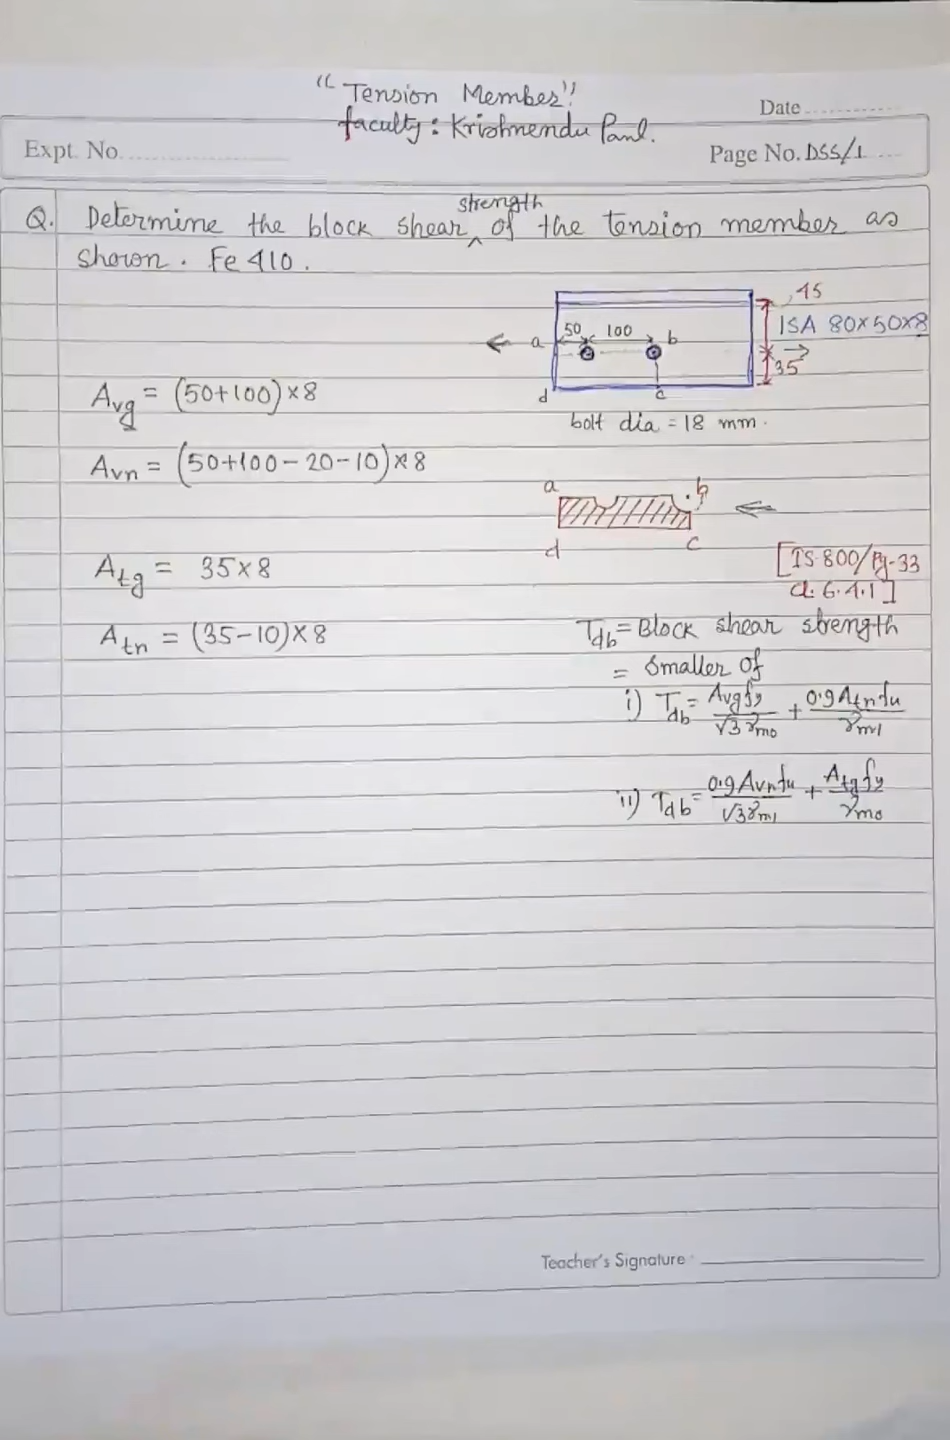 "Tension Member"
faculty: Krishnendu Paul.
Date
Expt. No.
Page No. DSS/1
strength
Q. Determine the block shear ^ of the tension member as
shown. Fe 410.
45
50 100
a b
ISA 80×50×8
35
d c
bolt dia = 18 mm.
Avg = (50+100)×8
Avn = (50+100-20-10)×8
a b
d c
[IS-800/Pg-33
Cl. 6.4.1]
Atg = 35×8
Atn = (35-10)×8
Tdb = Block shear strength
= Smaller of
i) Tdb = Avg fy / √3 γmo + 0.9 Atn fu / γm1
ii) Tdb = 0.9 Avn fu / √3 γm1 + Atg fy / γmo
Teacher's Signature